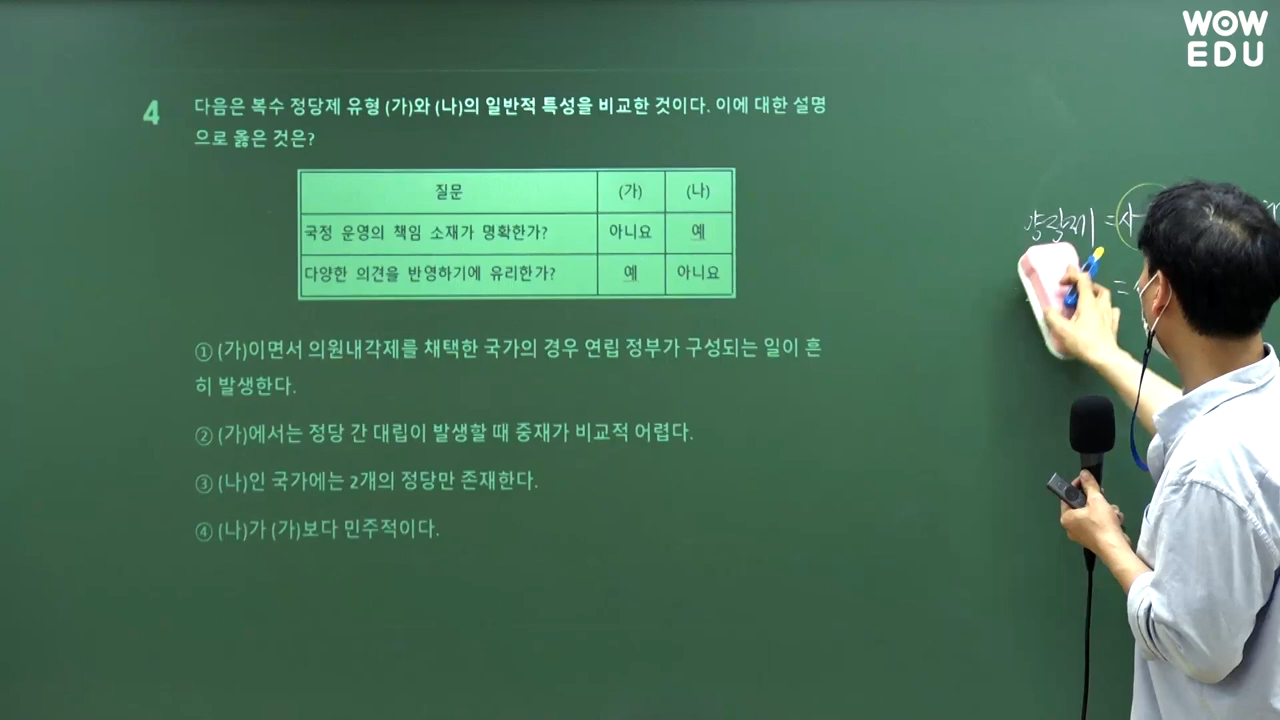 WOW
EDU
4
다음은 복수 정당제 유형 (가)와 (나)의 일반적 특성을 비교한 것이다. 이에 대한 설명
으로 옳은 것은?
질문 (가) (나)
국정 운영의 책임 소재가 명확한가? 아니요 예
다양한 의견을 반영하기에 유리한가? 예 아니요
① (가)이면서 의원내각제를 채택한 국가의 경우 연립 정부가 구성되는 일이 흔
히 발생한다.
② (가)에서는 정당 간 대립이 발생할 때 중재가 비교적 어렵다.
③ (나)인 국가에는 2개의 정당만 존재한다.
④ (나)가 (가)보다 민주적이다.